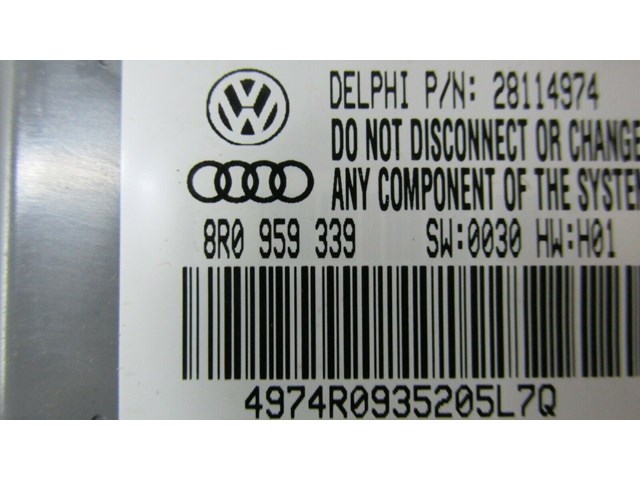 DELPHI P/N: 28114974
DO NOT DISCONNECT OR CHANGE
ANY COMPONENT OF THE SYSTEM
8R0 959 339 SW:0030 HW:H01
4974R0935205L7Q